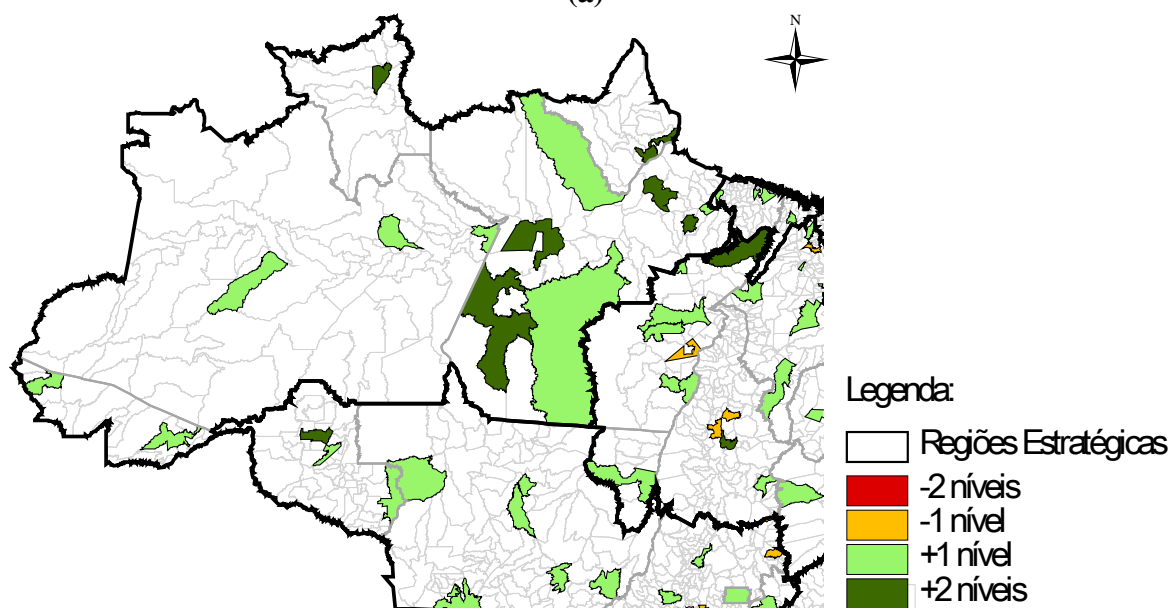 (a)
N
Legenda:
Regiões Estratégicas
-2 níveis
-1 nível
+1 nível
+2 níveis